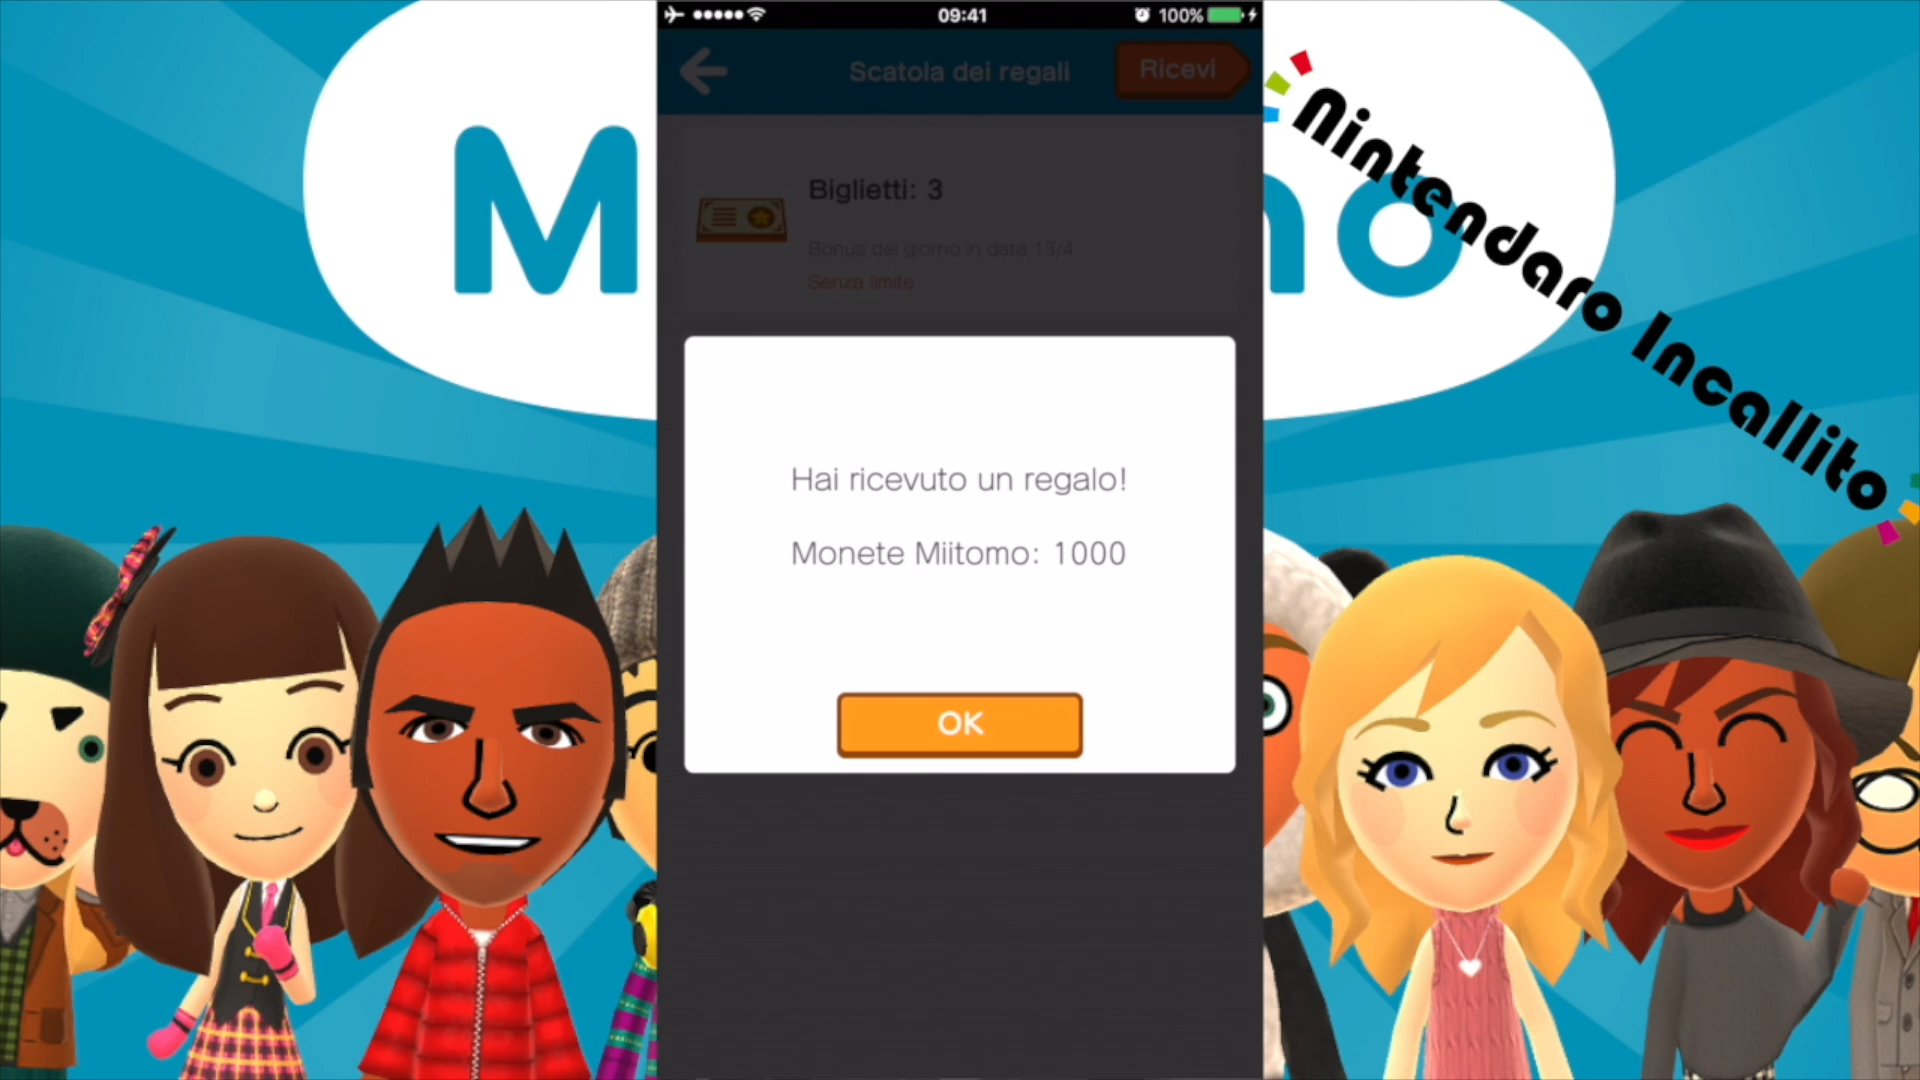 09:41
100%
Scatola dei regali
Ricevi
Biglietti: 3
Bonus del giorno in data 13/4
Senza limite
Hai ricevuto un regalo!
Monete Miitomo: 1000
OK
M
no
Nintendaro Incallito